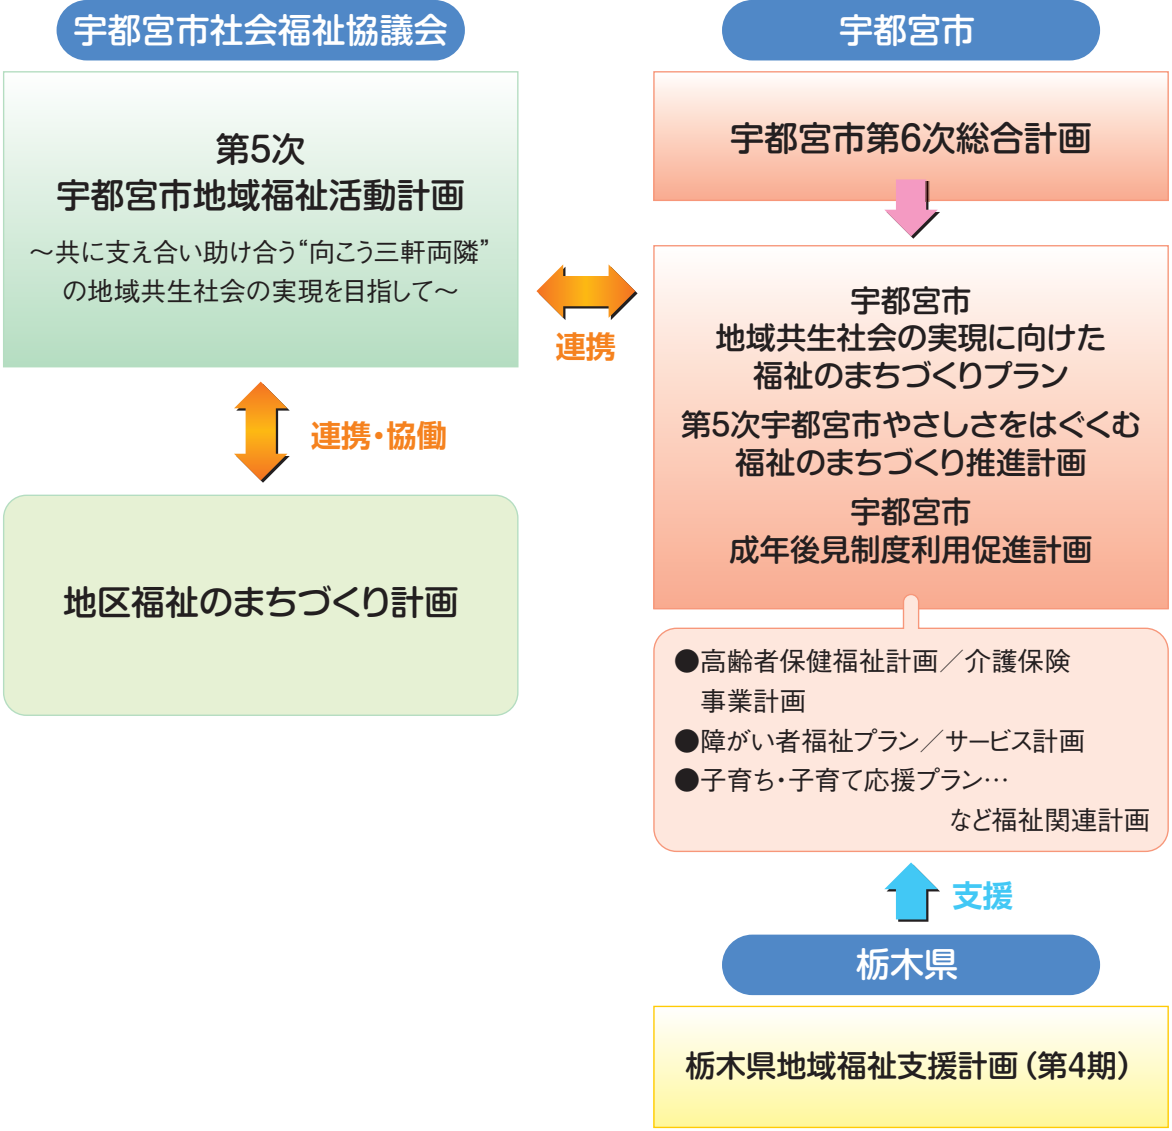 宇都宮市社会福祉協議会
第5次
宇都宮市地域福祉活動計画
～共に支え合い助け合う“向こう三軒両隣”
の地域共生社会の実現を目指して～
連携・協働
地区福祉のまちづくり計画
連携
宇都宮市
宇都宮市第6次総合計画
宇都宮市
地域共生社会の実現に向けた
福祉のまちづくりプラン
第5次宇都宮市やさしさをはぐくむ
福祉のまちづくり推進計画
宇都宮市
成年後見制度利用促進計画
●高齢者保健福祉計画／介護保険
事業計画
●障がい者福祉プラン／サービス計画
●子育ち・子育て応援プラン…
など福祉関連計画
支援
栃木県
栃木県地域福祉支援計画（第4期）